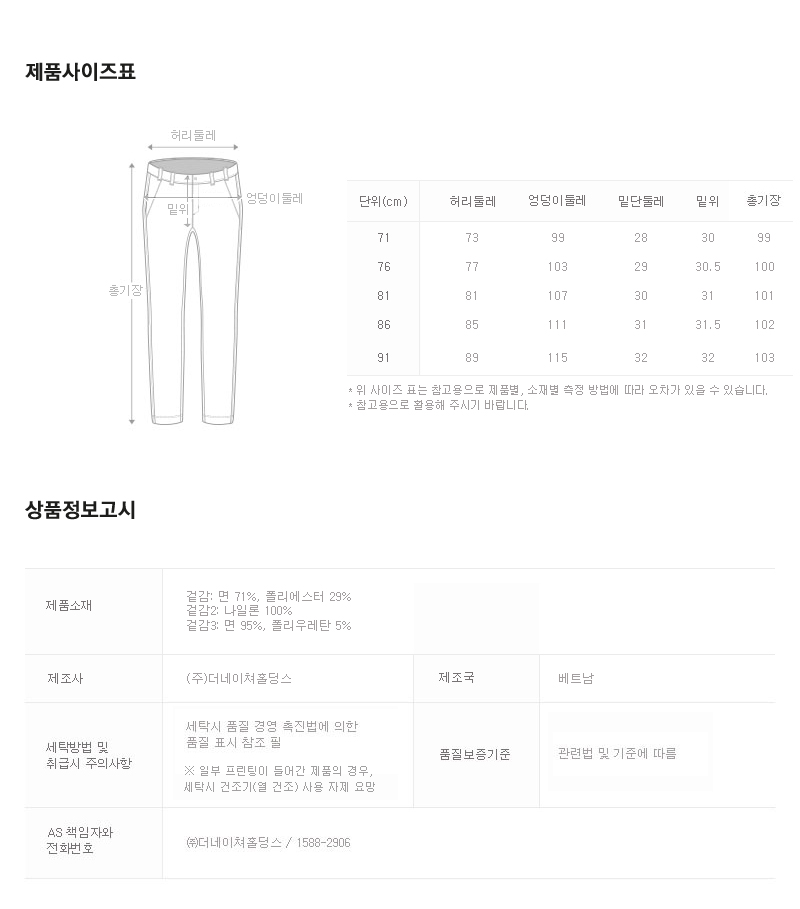 제품사이즈표
허리둘레
엉덩이둘레
밑위
총기장
단위(cm) 허리둘레 엉덩이둘레 밑단둘레 밑위 총기장
71 73 99 28 30 99
76 77 103 29 30.5 100
81 81 107 30 31 101
86 85 111 31 31.5 102
91 89 115 32 32 103
* 위 사이즈 표는 참고용으로 제품별, 소재별 측정 방법에 따라 오차가 있을 수 있습니다.
* 참고용으로 활용해 주시기 바랍니다.
상품정보고시
제품소재
겉감: 면 71%, 폴리에스터 29%
겉감2: 나일론 100%
겉감3: 면 95%, 폴리우레탄 5%
제조사 (주)더네이쳐홀딩스 제조국 베트남
세탁방법 및
취급시 주의사항
세탁시 품질 경영 촉진법에 의한
품질 표시 참조 필
※ 일부 프린팅이 들어간 제품의 경우,
세탁시 건조기(열 건조) 사용 자제 요망
품질보증기준 관련법 및 기준에 따름
AS 책임자와
전화번호
㈜더네이쳐홀딩스 / 1588-2906